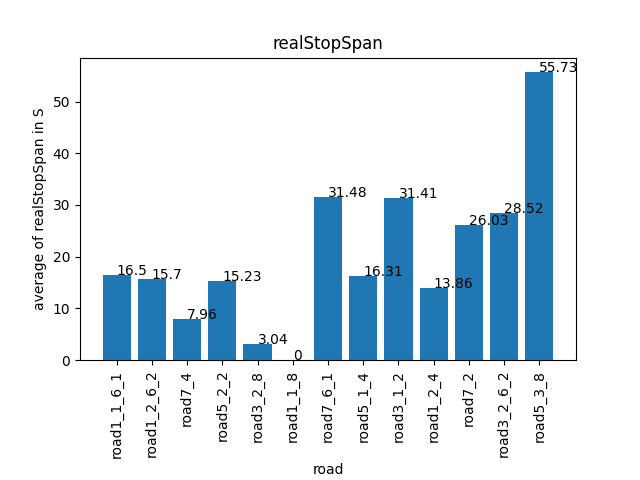 realStopSpan
average of realStopSpan in S
50
40
30
20
10
0
16.5
15.7
7.96
15.23
3.04
0
31.48
16.31
31.41
13.86
26.03
28.52
55.73
road1_1_6_1
road1_2_6_2
road7_4
road5_2_2
road3_2_8
road1_1_8
road7_6_1
road5_1_4
road3_1_2
road1_2_4
road7_2
road3_2_6_2
road5_3_8
road